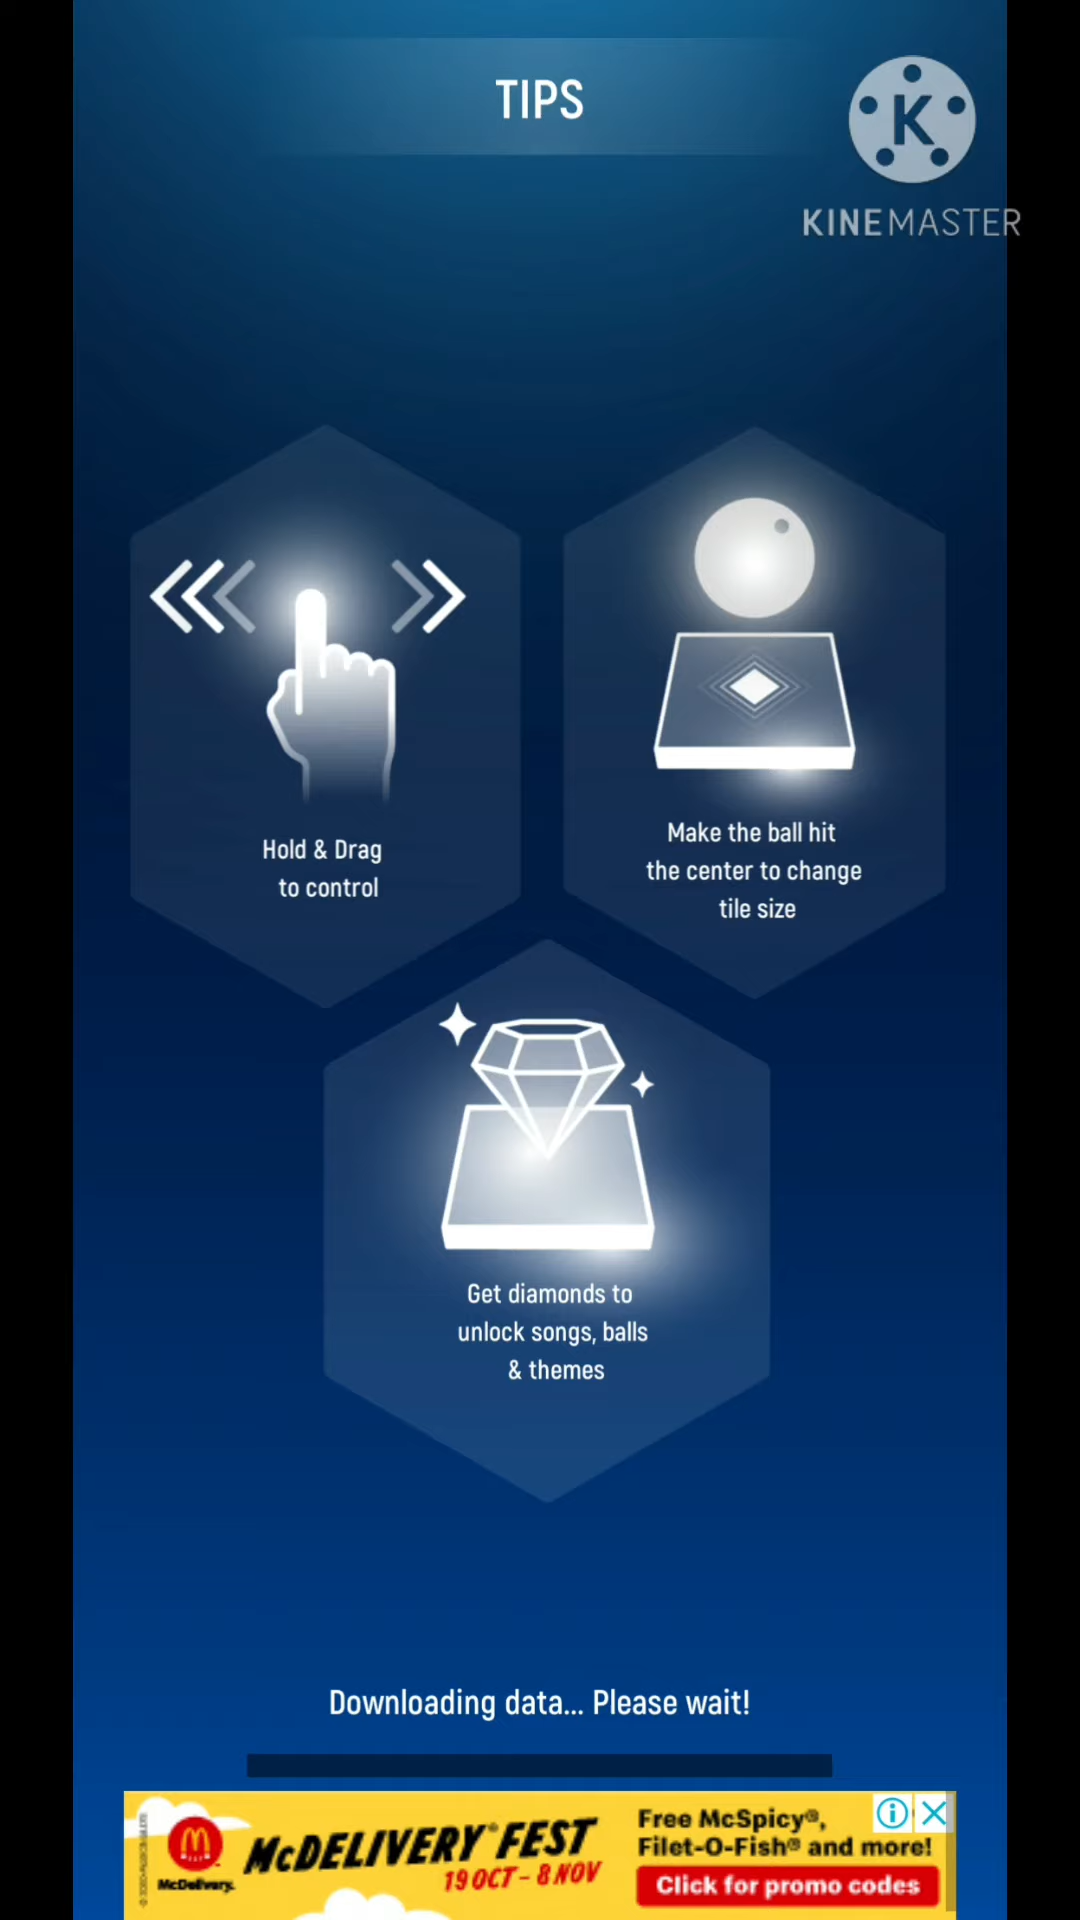 TIPS
K
KINEMASTER
Hold & Drag
to control
Make the ball hit
the center to change
tile size
Get diamonds to
unlock songs, balls
& themes
Downloading data... Please wait!
McDelivery.
McDELIVERY® FEST
19 OCT – 8 NOV
Free McSpicy®,
Filet-O-Fish® and more!
Click for promo codes